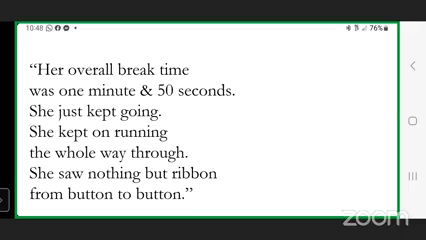 10:48
76%
“Her overall break time
was one minute & 50 seconds.
She just kept going.
She kept on running
the whole way through.
She saw nothing but ribbon
from button to button.”
zoom